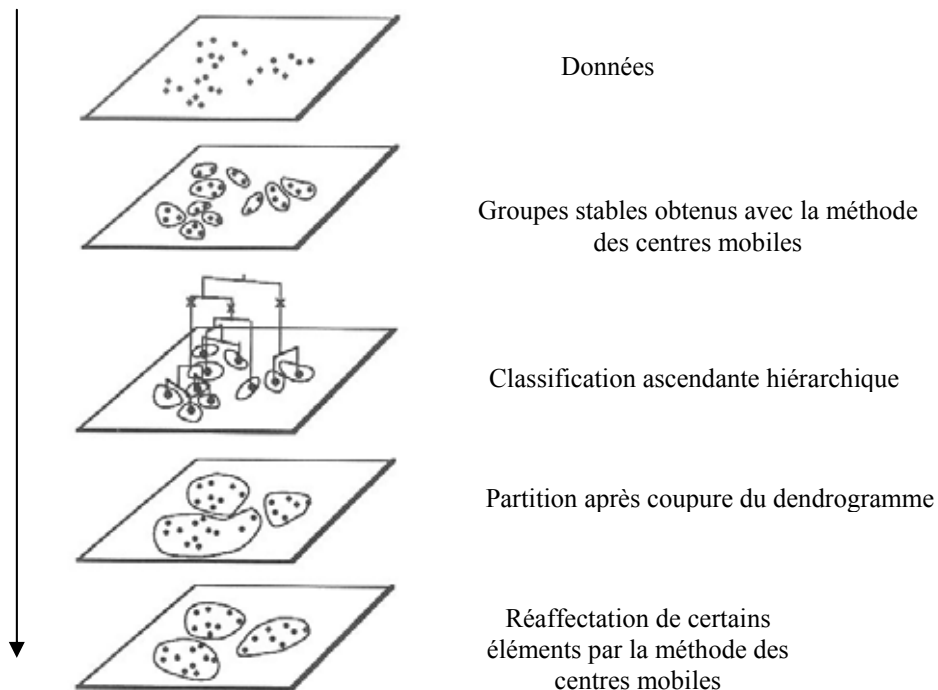 Données
Groupes stables obtenus avec la méthode
des centres mobiles
Classification ascendante hiérarchique
Partition après coupure du dendrogramme
Réaffectation de certains
éléments par la méthode des
centres mobiles